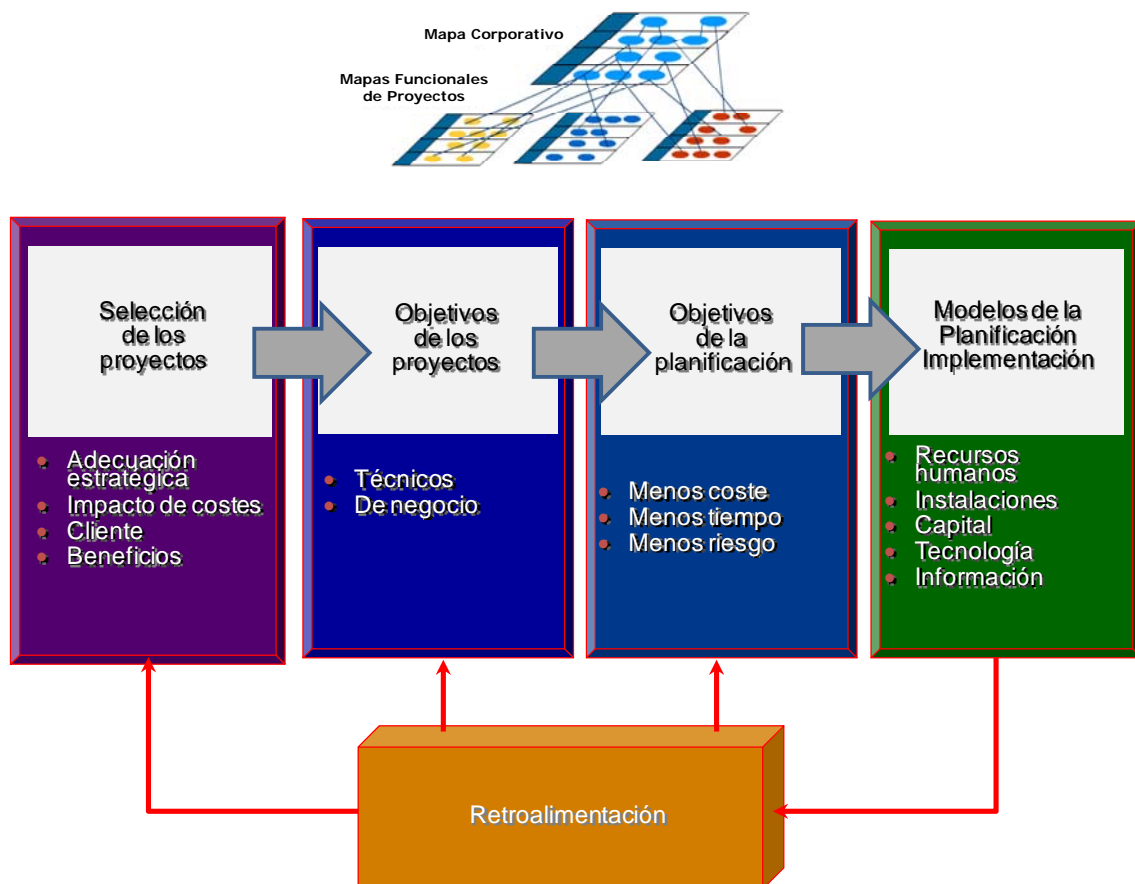 Mapa Corporativo
Mapas Funcionales
de Proyectos
Selección
de los
proyectos
Objetivos
de los
proyectos
Objetivos
de la
planificación
Modelos de la
Planificación
Implementación
Adecuación
estratégica
Impacto de costes
Cliente
Beneficios
Técnicos
De negocio
Menos coste
Menos tiempo
Menos riesgo
Recursos
humanos
Instalaciones
Capital
Tecnología
Información
Retroalimentación